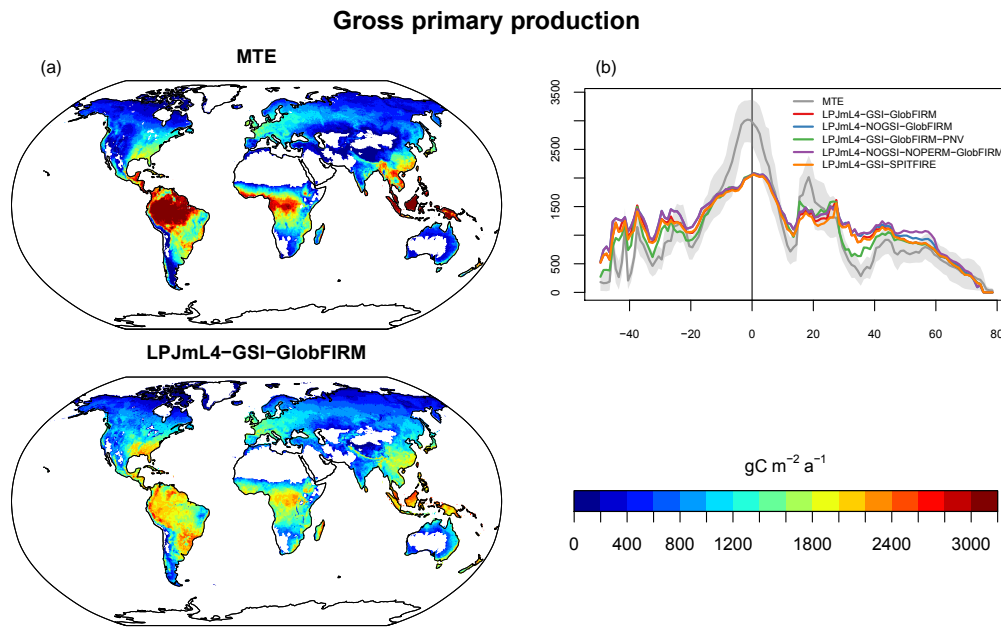 Gross primary production
MTE
(a)
(b)
3500
2500
1500
500
0
MTE
LPJmL4−GSI−GlobFIRM
LPJmL4−NOGSI−GlobFIRM
LPJmL4−GSI−GlobFIRM−PNV
LPJmL4−NOGSI−NOPERM−GlobFIRM
LPJmL4−GSI−SPITFIRE
−40 −20 0 20 40 60 80
LPJmL4−GSI−GlobFIRM
gC m⁻² a⁻¹
0 400 800 1200 1800 2400 3000